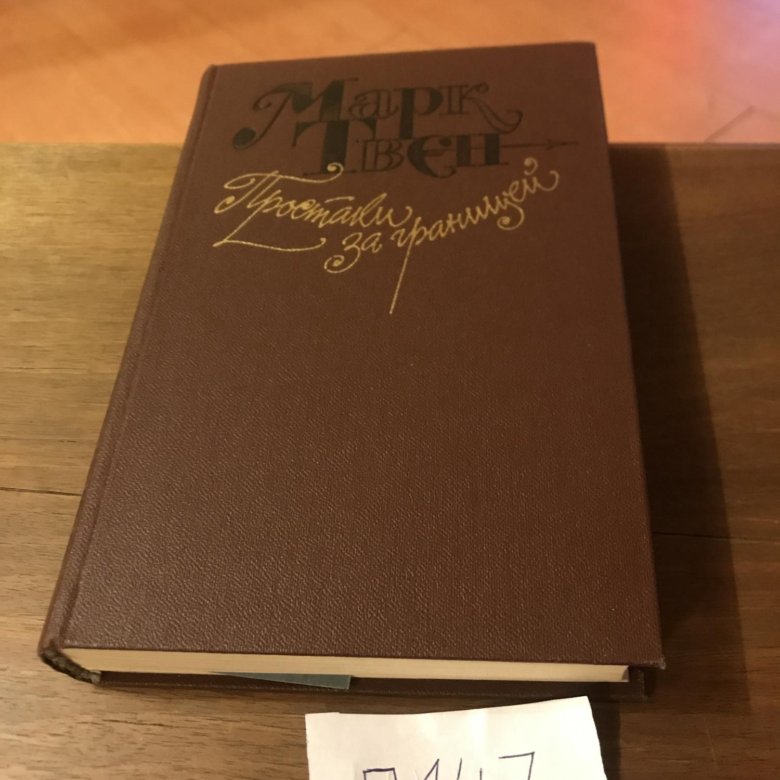 Марк
Твен
Простаки
за границей